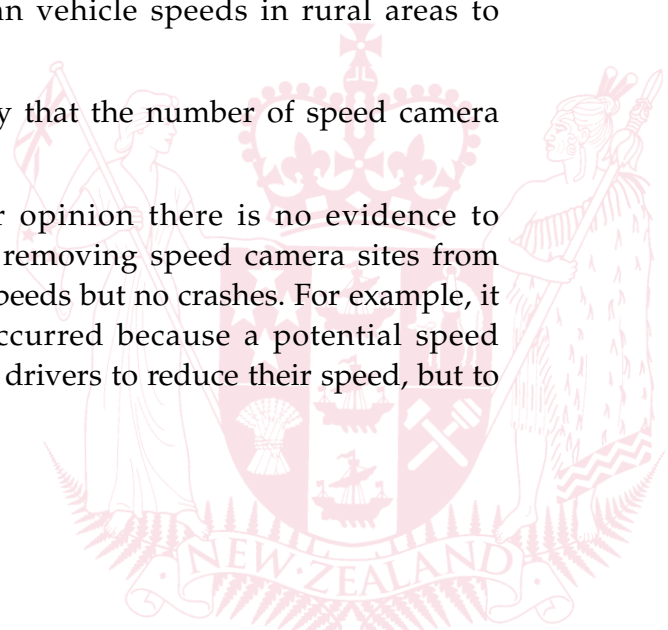 an vehicle speeds in rural areas to
y that the number of speed camera
r opinion there is no evidence to
removing speed camera sites from
peeds but no crashes. For example, it
ccurred because a potential speed
drivers to reduce their speed, but to
NEW·ZEALAND